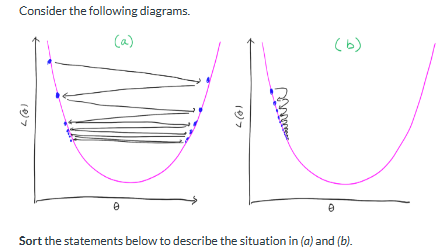 Consider the following diagrams.
(a)
(b)
L(θ)
L(θ)
θ
θ
Sort the statements below to describe the situation in (a) and (b).